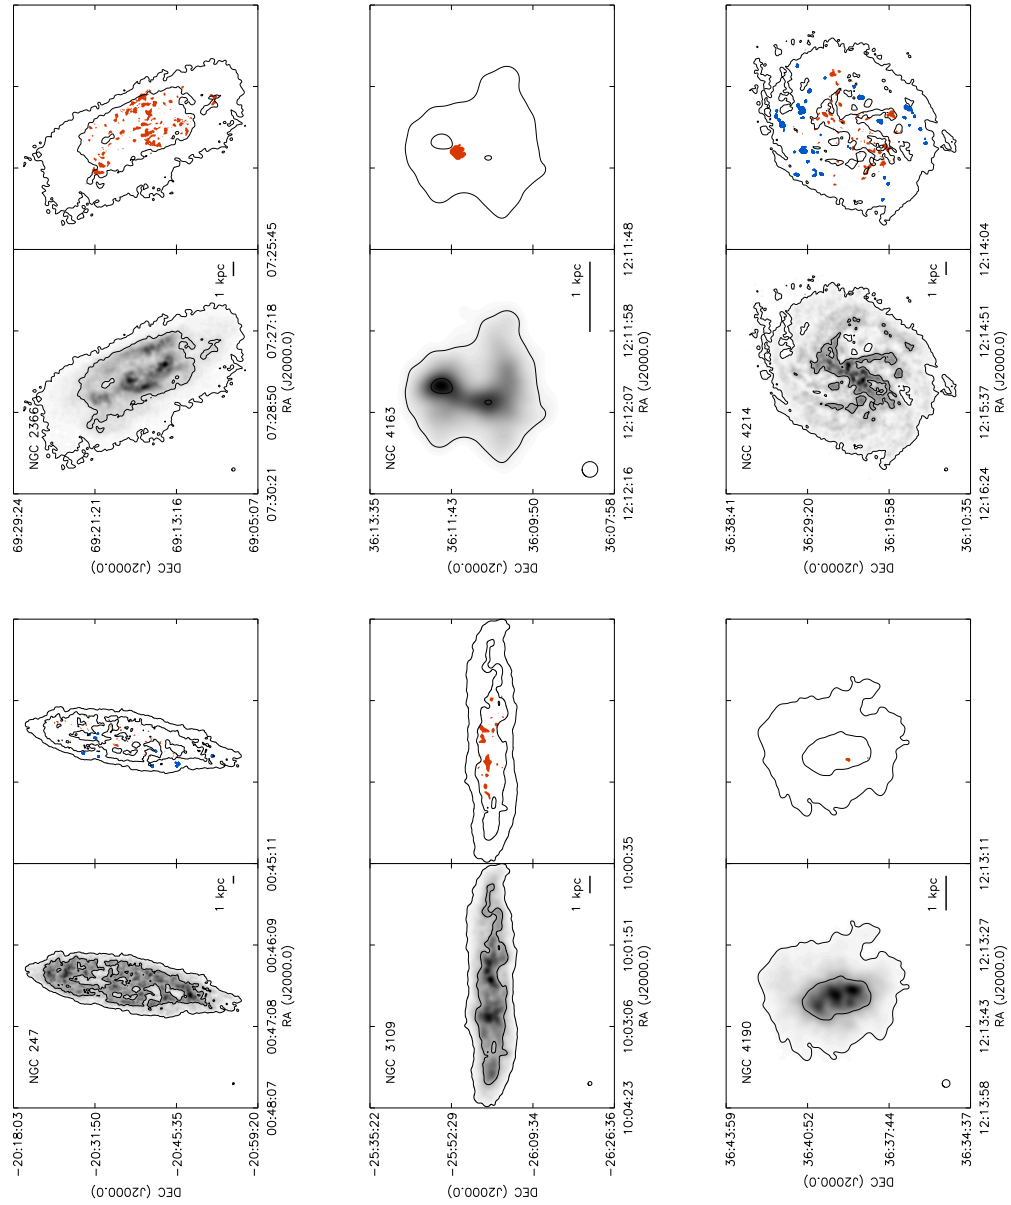 69:29:24
69:21:21
69:13:16
69:05:07
DEC (J2000.0)
NGC 2366
1 kpc
07:30:21
07:28:50
07:27:18
07:25:45
RA (J2000.0)
36:13:35
36:11:43
36:09:50
36:07:58
DEC (J2000.0)
NGC 4163
1 kpc
12:12:16
12:12:07
12:11:58
12:11:48
RA (J2000.0)
36:38:41
36:29:20
36:19:58
36:10:35
DEC (J2000.0)
NGC 4214
1 kpc
12:16:24
12:15:37
12:14:51
12:14:04
RA (J2000.0)
−20:18:03
−20:31:50
−20:45:35
−20:59:20
DEC (J2000.0)
NGC 247
1 kpc
00:48:07
00:47:08
00:46:09
00:45:11
RA (J2000.0)
−25:35:22
−25:52:29
−26:09:34
−26:26:36
DEC (J2000.0)
NGC 3109
1 kpc
10:04:23
10:03:06
10:01:51
10:00:35
RA (J2000.0)
36:43:59
36:40:52
36:37:44
36:34:37
DEC (J2000.0)
NGC 4190
1 kpc
12:13:58
12:13:43
12:13:27
12:13:11
RA (J2000.0)